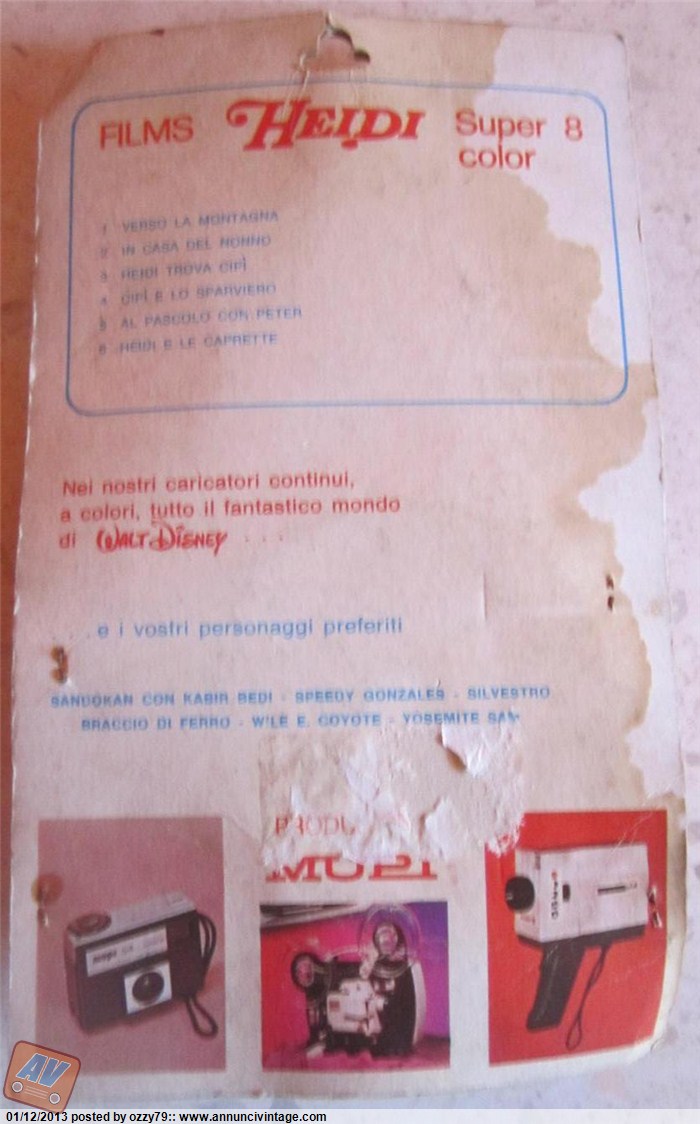 FILMS HEIDI Super 8
color
1 VERSO LA MONTAGNA
2 IN CASA DEL NONNO
3 HEIDI TROVA CIPÌ
4 CIPÌ E LO SPARVIERO
5 AL PASCOLO CON PETER
6 HEIDI E LE CAPRETTE
Nei nostri caricatori continui,
a colori, tutto il fantastico mondo
di WALT DISNEY . . .
. . . e i vostri personaggi preferiti
SANDOKAN CON KABIR BEDI - SPEEDY GONZALES - SILVESTRO
BRACCIO DI FERRO - WILE E. COYOTE - YOSEMITE SAM
PRODU
MUPI
AV
01/12/2013 posted by ozzy79:: www.annuncivintage.com